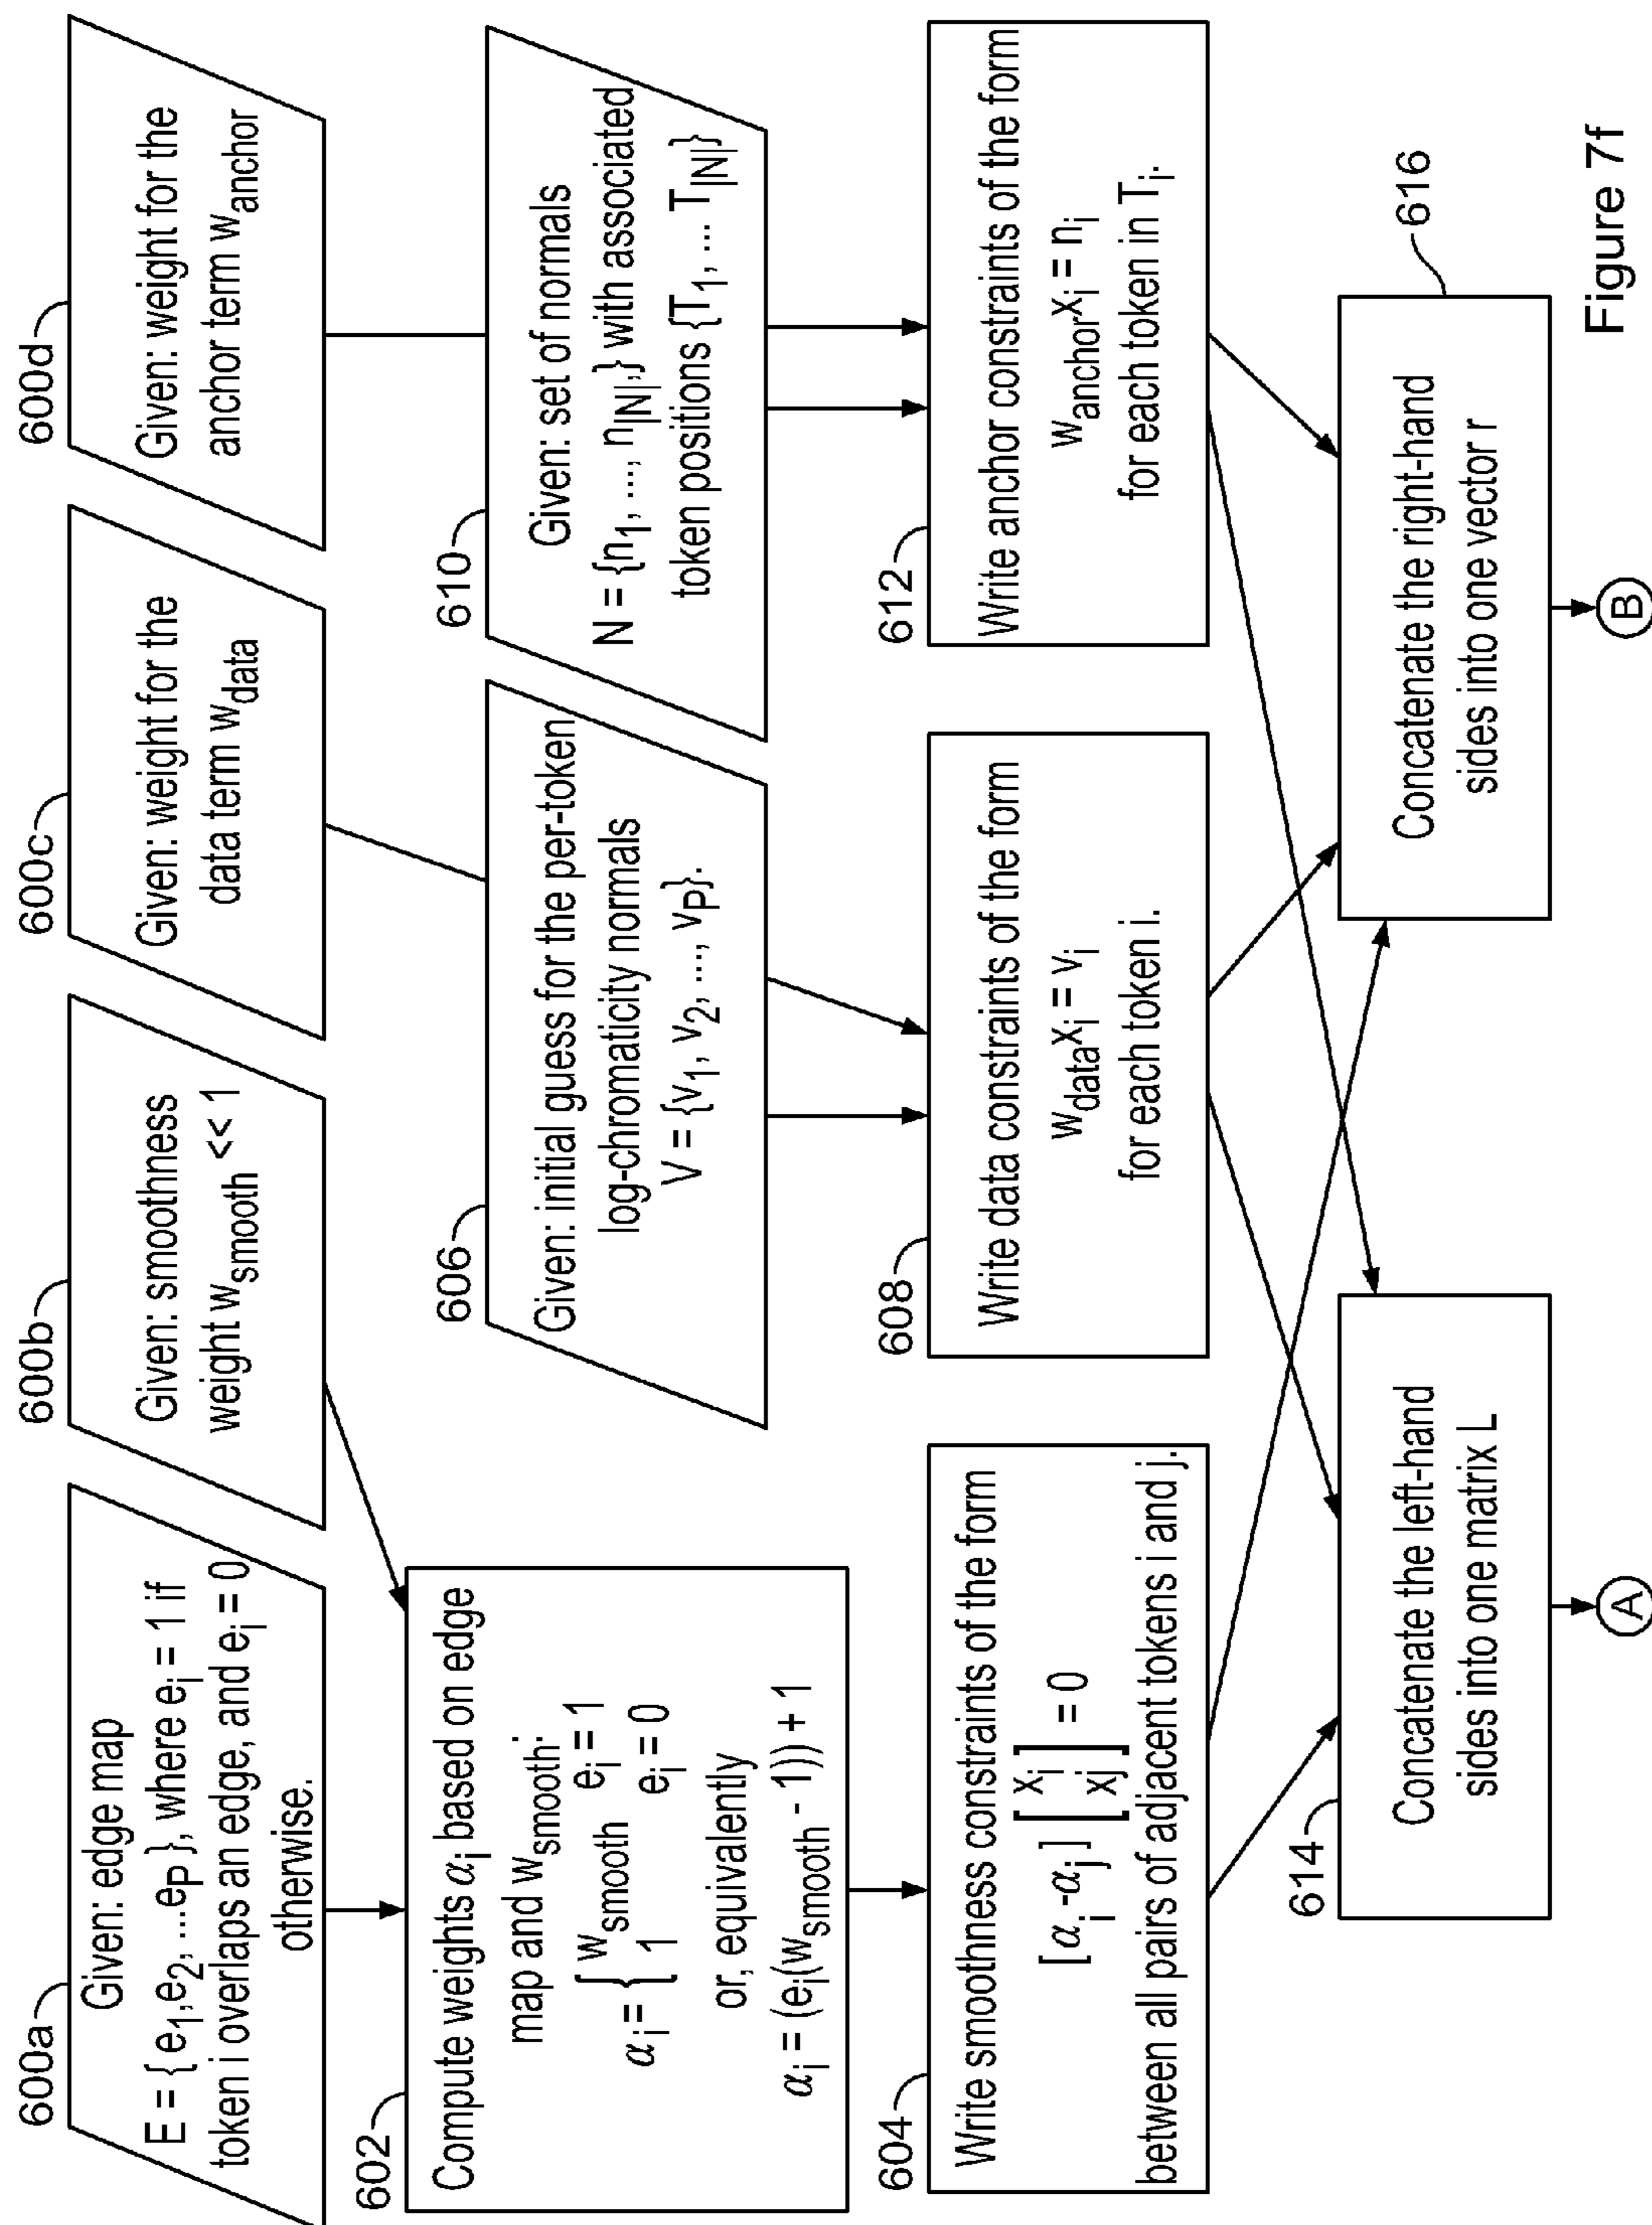 600a
Given: edge map
E = { e1,e2,...eP}, where ei = 1 if
token i overlaps an edge, and ei = 0
otherwise.
600b
Given: smoothness
weight wsmooth << 1
600c
Given: weight for the
data term wdata
600d
Given: weight for the
anchor term wanchor
602
Compute weights αi based on edge
map and wsmooth.
αi = { wsmooth ei = 1
1 ei = 0
or, equivalently
αi = (ei(wsmooth - 1)) + 1
606
Given: initial guess for the per-token
log-chromaticity normals
V = {v1, v2, ..., vP}.
610
Given: set of normals
N = {n1, ..., n|N|,} with associated
token positions {T1, ... T|N|}
604
Write smoothness constraints of the form
[αi-αj] [xi
xj] = 0
between all pairs of adjacent tokens i and j.
608
Write data constraints of the form
wdataxi = vi
for each token i.
612
Write anchor constraints of the form
wanchorxi = ni
for each token in Ti.
614
Concatenate the left-hand
sides into one matrix L
616
Concatenate the right-hand
sides into one vector r
A
B
Figure 7f